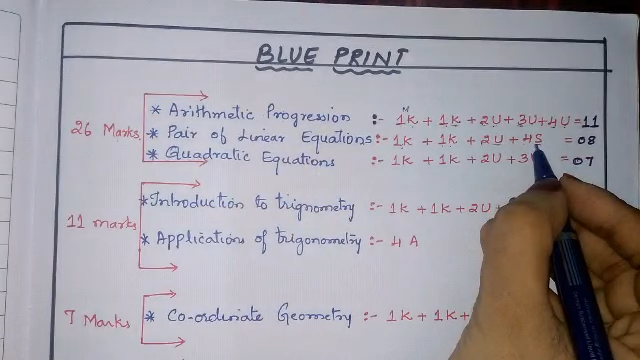 BLUE PRINT
* Arithmetic Progression :- 1K + 1K + 2U + 3U + 4U = 11
26 Marks * Pair of Linear Equations :- 1K + 1K + 2U + 4S = 08
* Quadratic Equations :- 1K + 1K + 2U + 3 = 07
* Introduction to trignometry :- 1K + 1K + 2U +
11 marks
* Applications of trigonometry :- 4 A
7 Marks * Co-ordinate Geometry :- 1K + 1K +